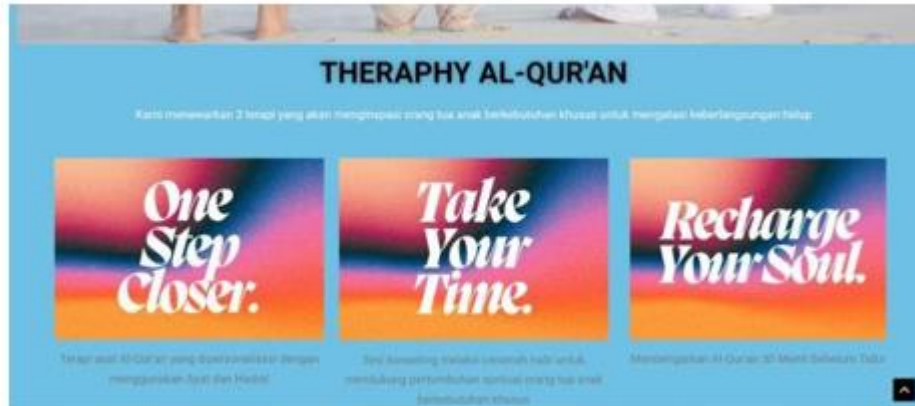 THERAPHY AL-QUR'AN
Kami menawarkan 3 terapi yang akan menginspirasi orang tua anak berkebutuhan khusus untuk mengatasi keberlangsungan hidup
One
Step
Closer.
Take
Your
Time.
Recharge
Your Soul.
Terapi ayat Al-Qur'an yang dipersonalisasi dengan
menggunakan Ayat dan Hadist
Sesi konseling melalui ceramah nabi untuk
mendukung pertumbuhan spiritual orang tua anak
berkebutuhan khusus
Mendengarkan Al-Qur'an 30 Menit Sebelum Tidur